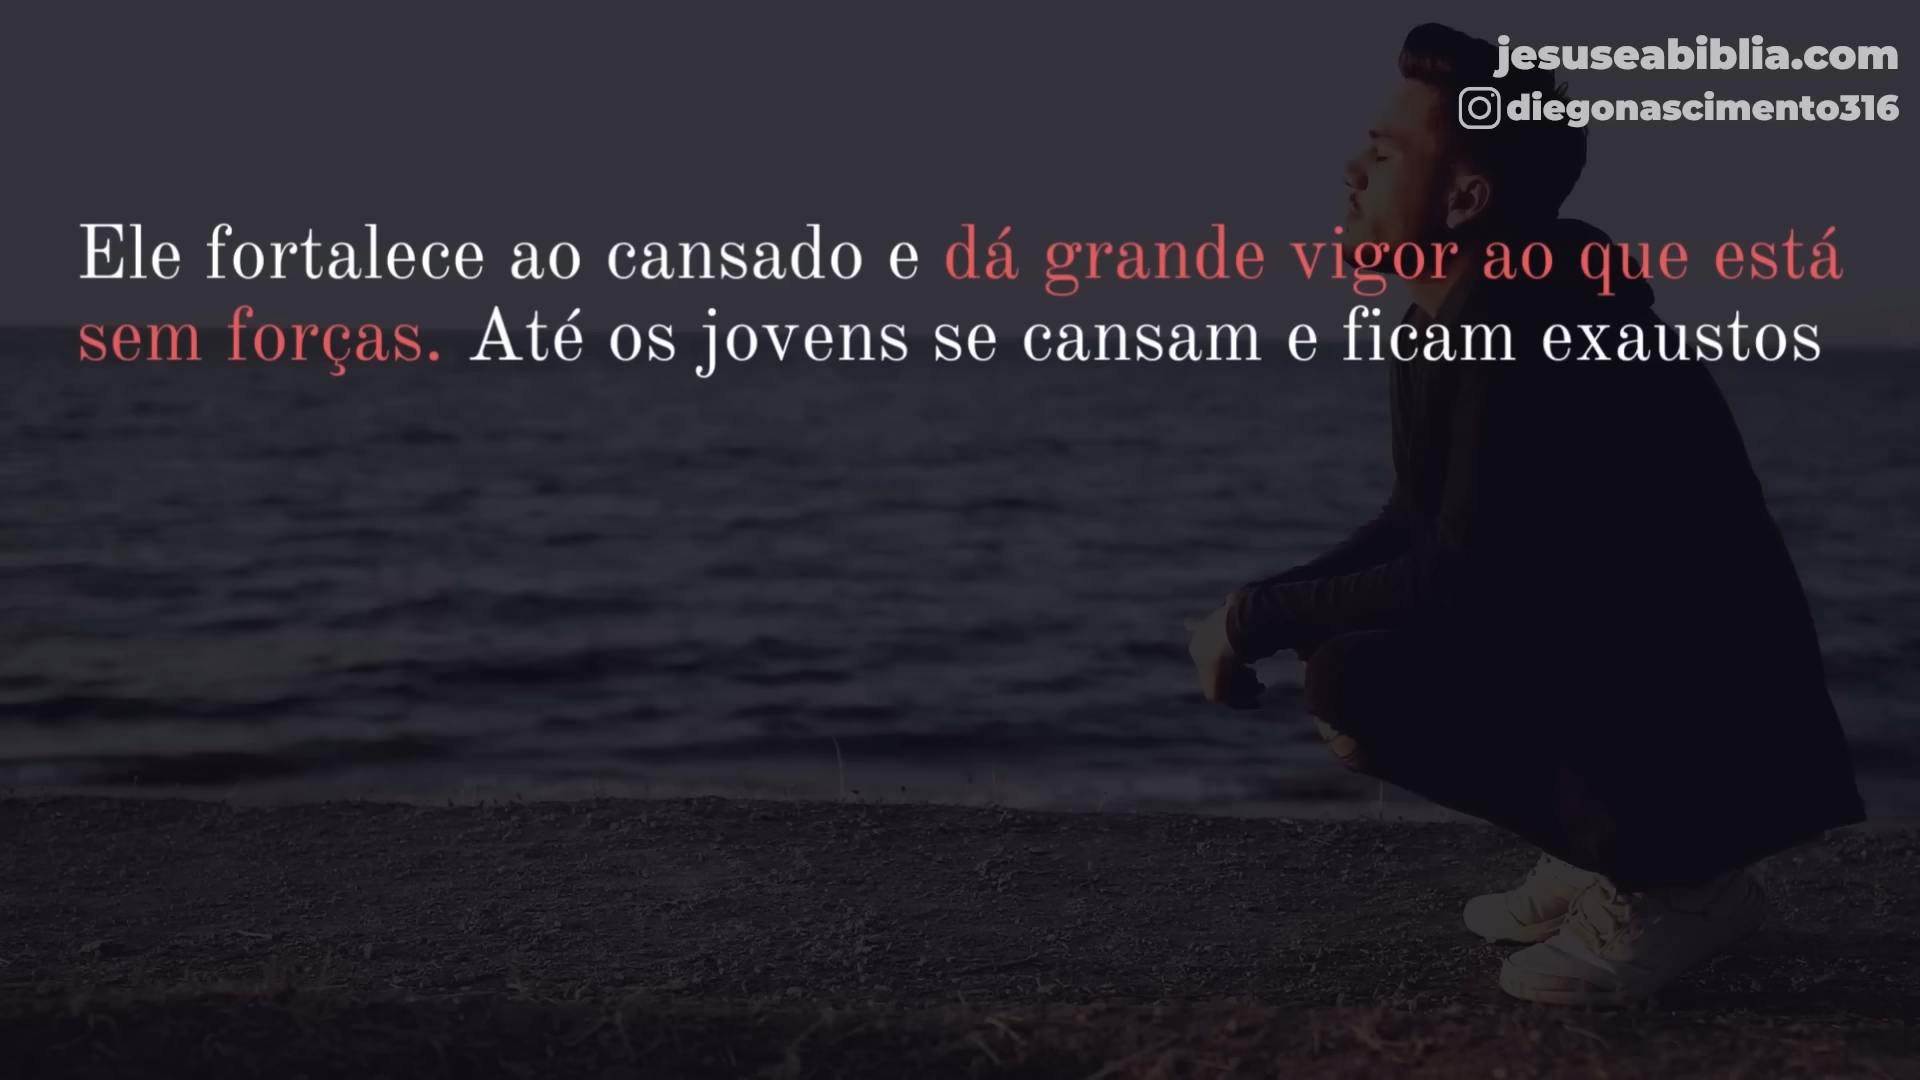 jesuseabiblia.com
diegonascimento316
Ele fortalece ao cansado e dá grande vigor ao que está
sem forças. Até os jovens se cansam e ficam exaustos